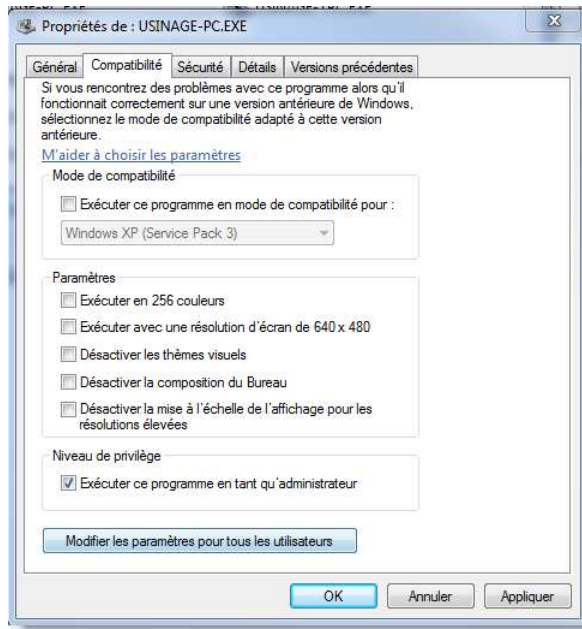 Propriétés de : USINAGE-PC.EXE
Général Compatibilité Sécurité Détails Versions précédentes
Si vous rencontrez des problèmes avec ce programme alors qu'il
fonctionnait correctement sur une version antérieure de Windows,
sélectionnez le mode de compatibilité adapté à cette version
antérieure.
M'aider à choisir les paramètres
Mode de compatibilité
Exécuter ce programme en mode de compatibilité pour :
Windows XP (Service Pack 3)
Paramètres
Exécuter en 256 couleurs
Exécuter avec une résolution d'écran de 640 x 480
Désactiver les thèmes visuels
Désactiver la composition du Bureau
Désactiver la mise à l'échelle de l'affichage pour les
résolutions élevées
Niveau de privilège
Exécuter ce programme en tant qu'administrateur
Modifier les paramètres pour tous les utilisateurs
OK Annuler Appliquer